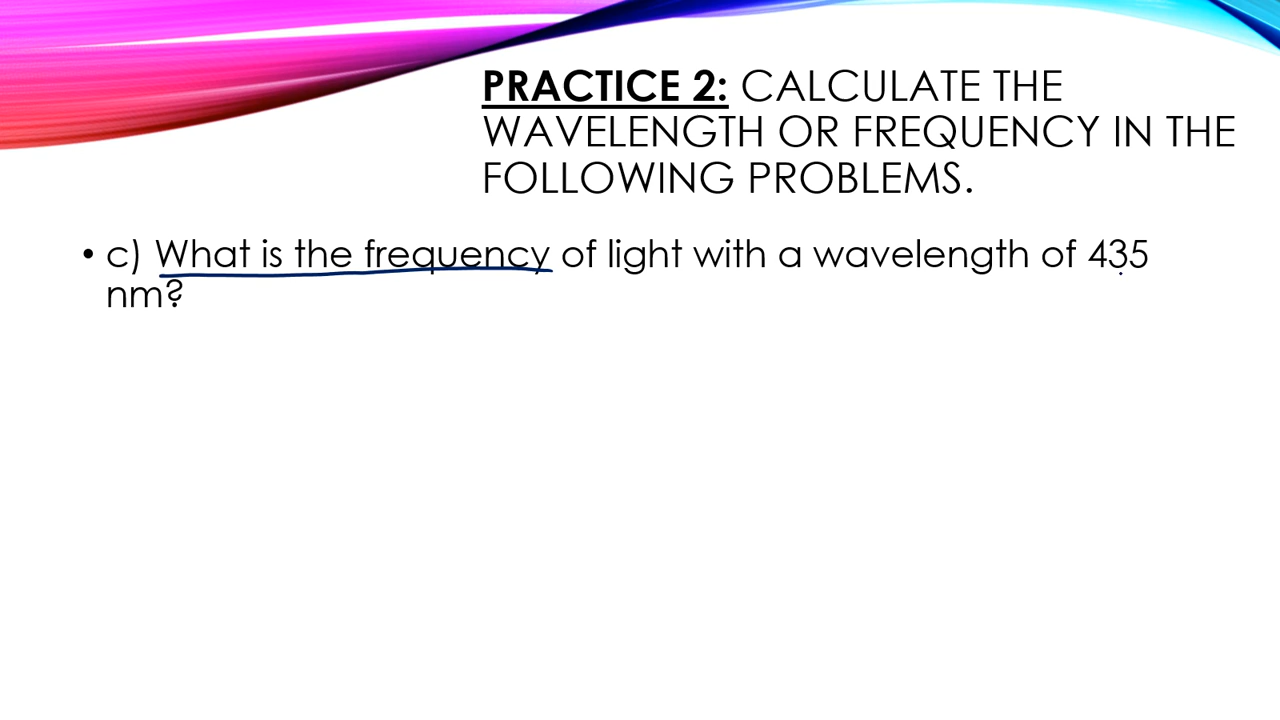 PRACTICE 2: CALCULATE THE
WAVELENGTH OR FREQUENCY IN THE
FOLLOWING PROBLEMS.
• c) What is the frequency of light with a wavelength of 435
nm?